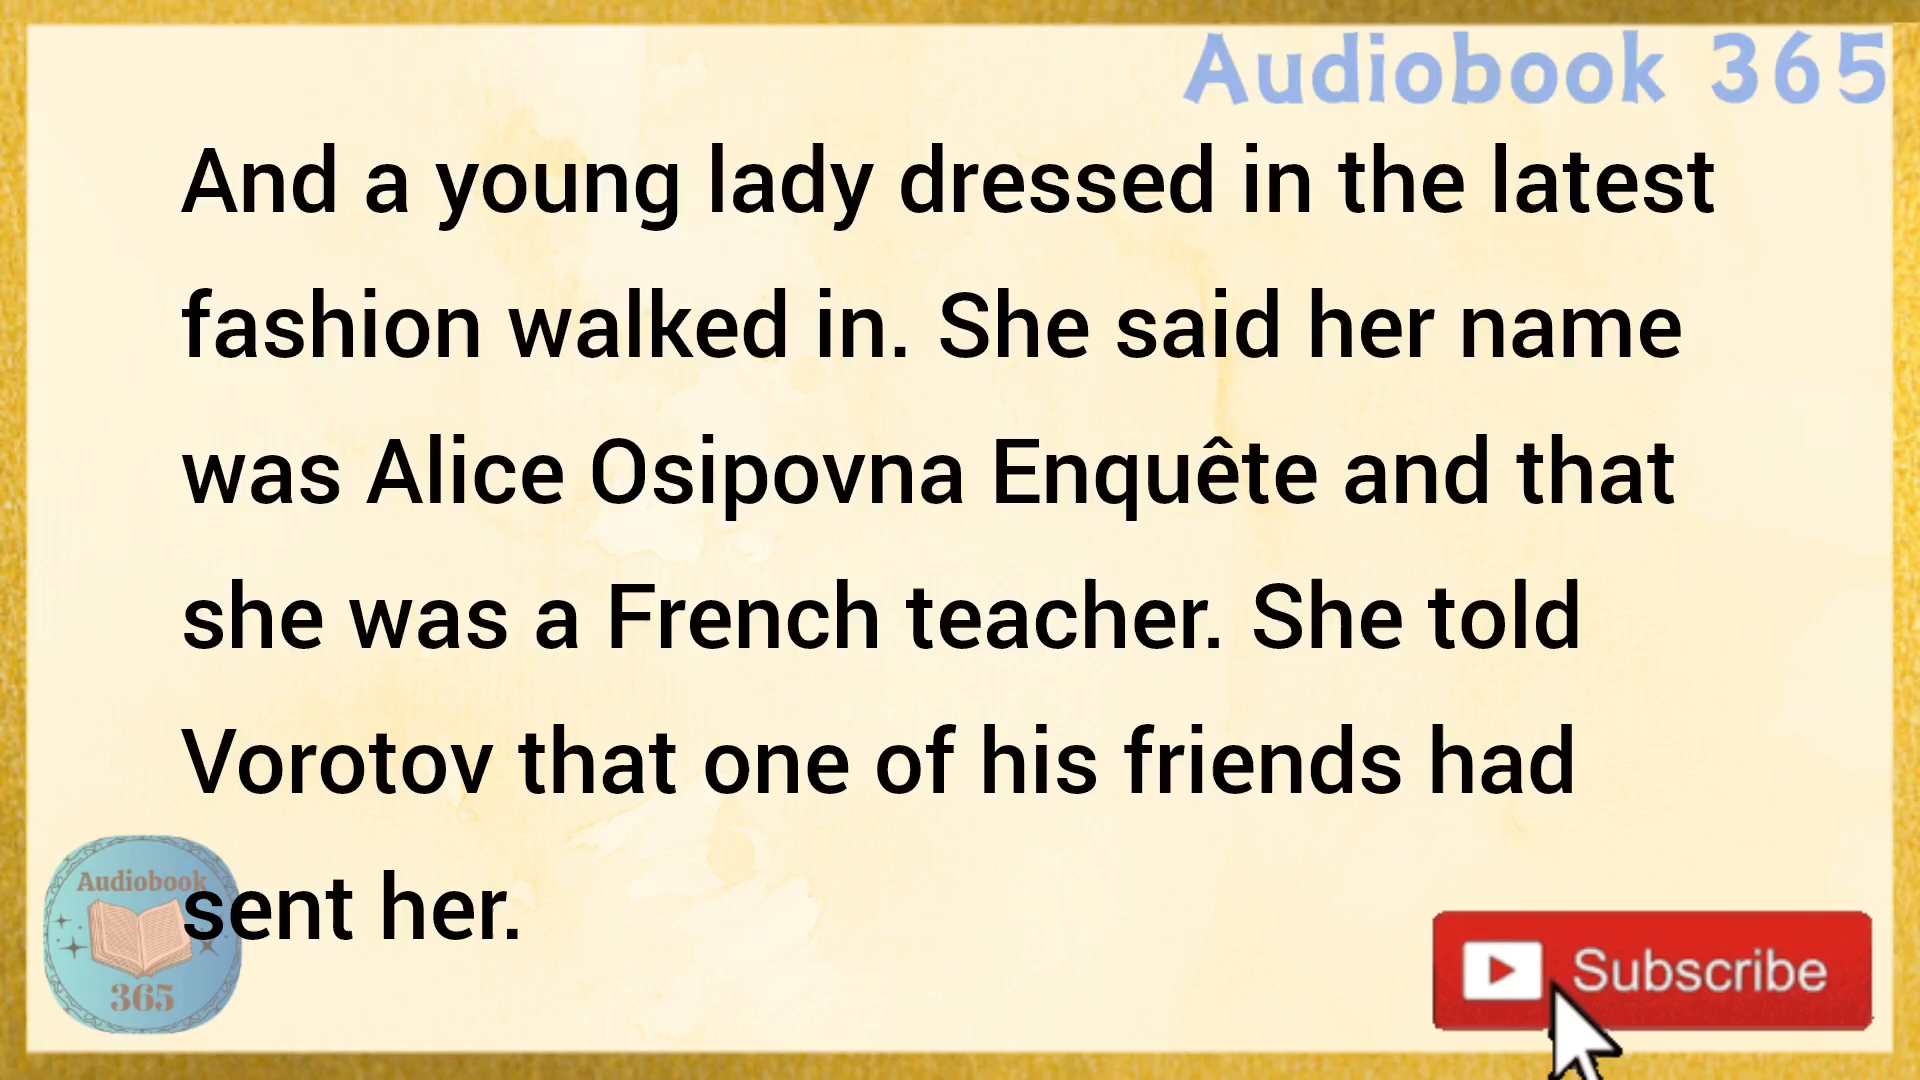 Audiobook 365
And a young lady dressed in the latest
fashion walked in. She said her name
was Alice Osipovna Enquête and that
she was a French teacher. She told
Vorotov that one of his friends had
sent her.
Audiobook
365
Subscribe